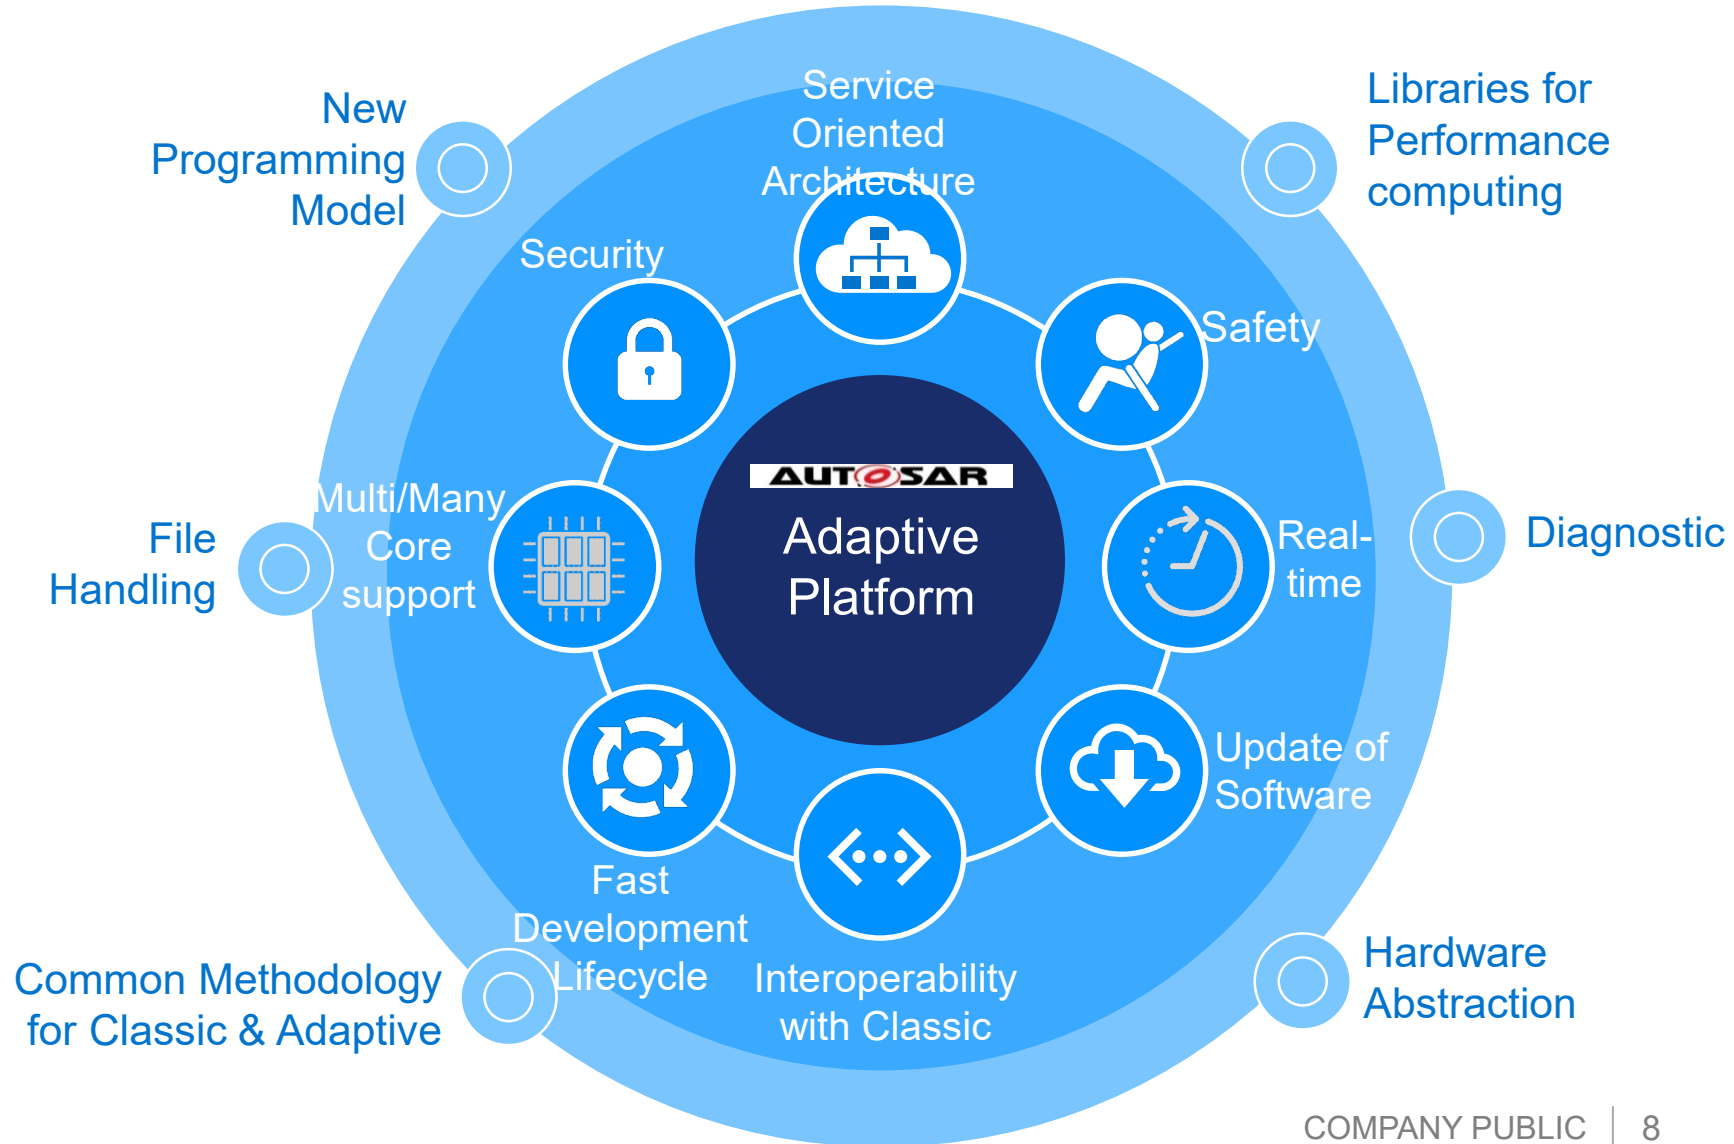 New
Programming
Model
Service
Oriented
Architecture
Libraries for
Performance
computing
Security
Safety
AUTOSAR
Adaptive
Platform
Multi/Many
Core
support
Real-
time
File
Handling
Diagnostic
Update of
Software
Fast
Development
Lifecycle
Interoperability
with Classic
Common Methodology
for Classic & Adaptive
Hardware
Abstraction
COMPANY PUBLIC | 8